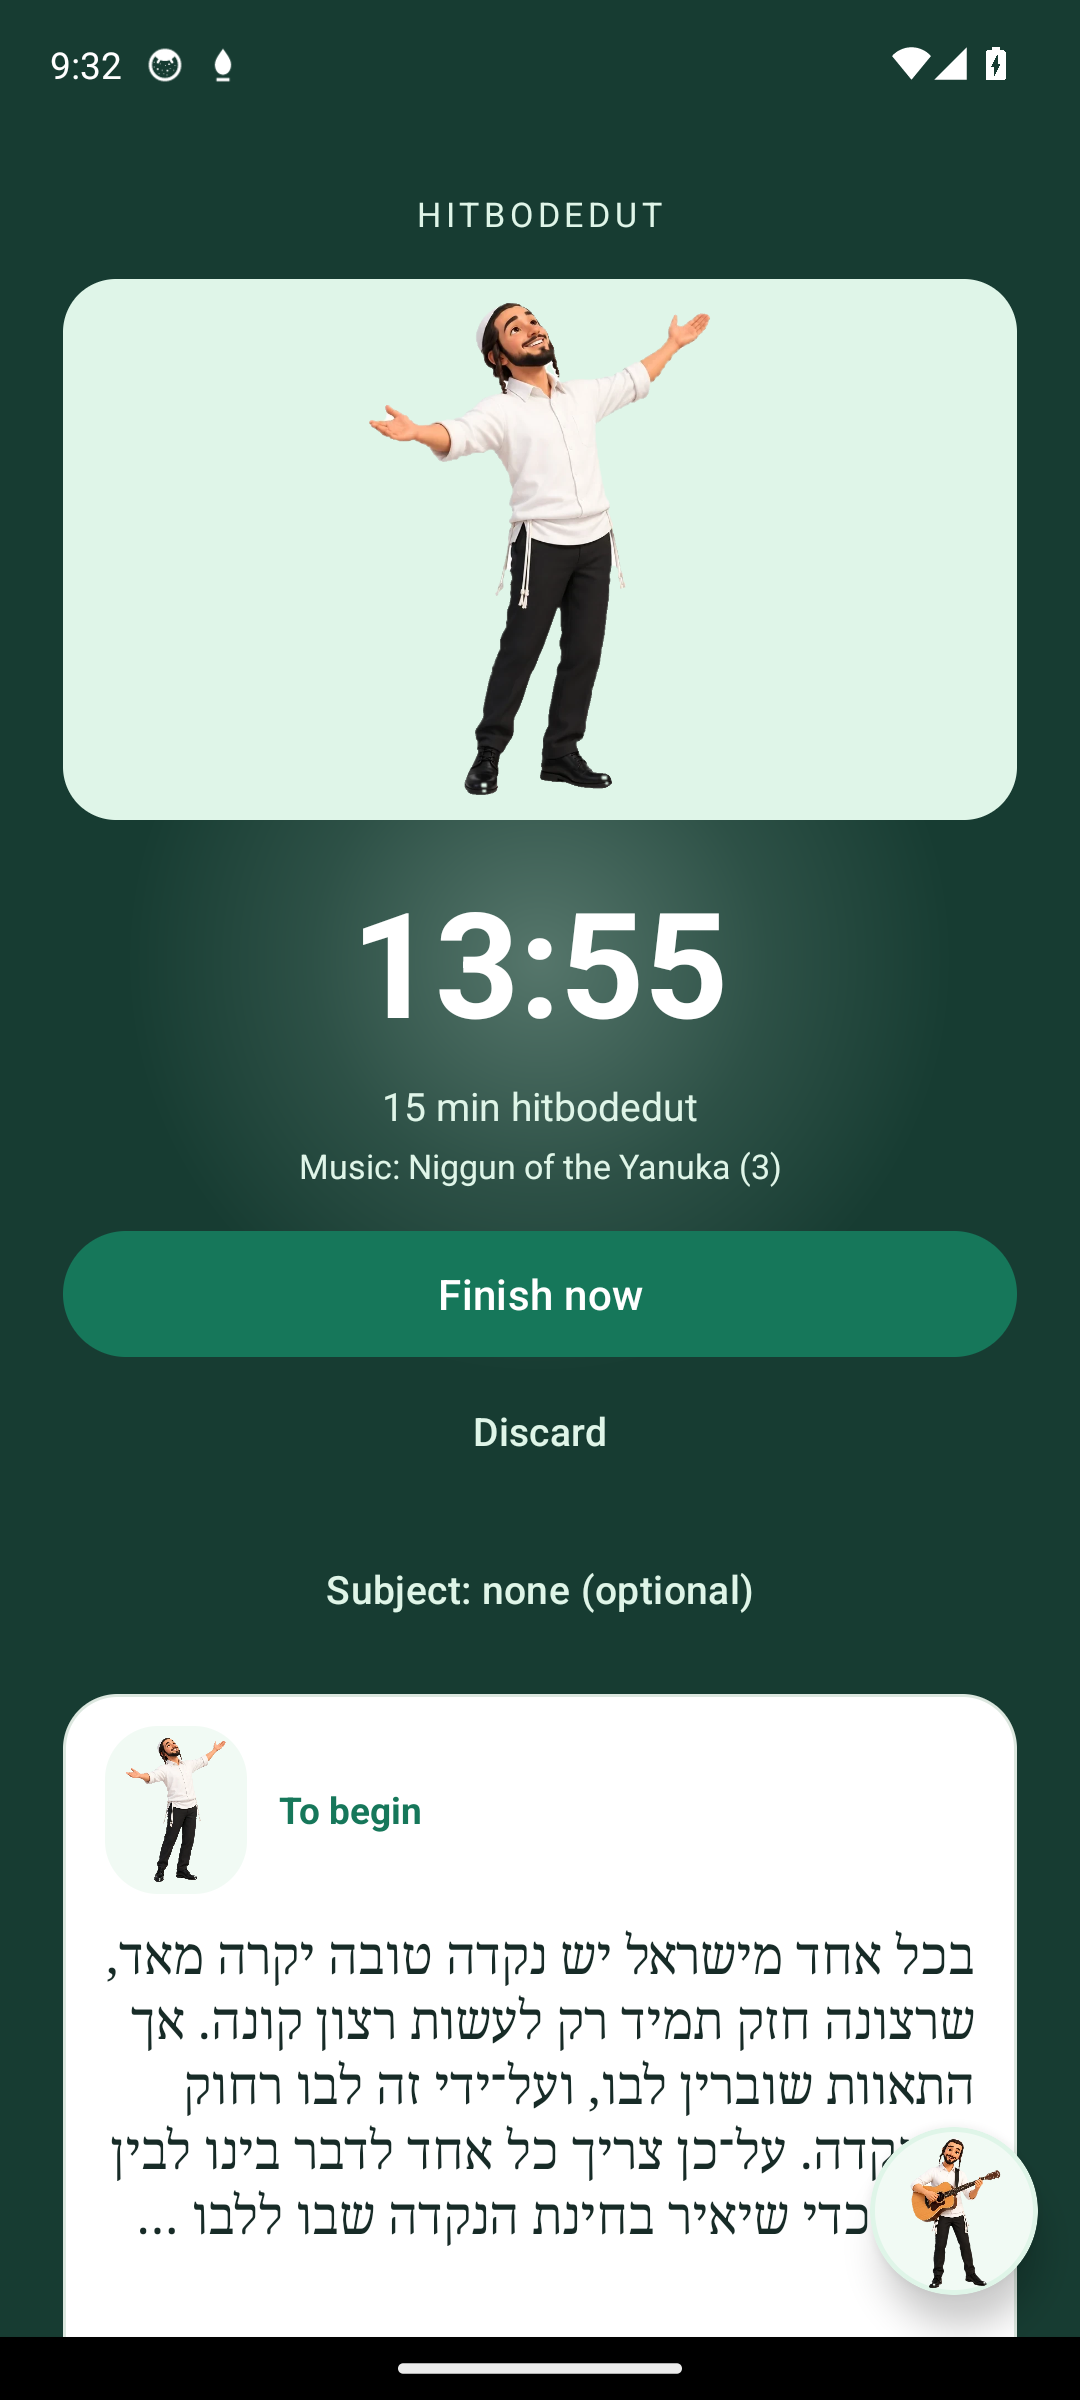 9:32
HITBODEDUT
13:55
15 min hitbodedut
Music: Niggun of the Yanuka (3)
Finish now
Discard
Subject: none (optional)
To begin
בכל אחד מישראל יש נקדה טובה יקרה מאד,
שרצונה חזק תמיד רק לעשות רצון קונה. אך
התאוות שוברין לבו, ועל־ידי זה לבו רחוק
. על־כן צריך כל אחד לדבר בינו לבין
כדי שיאיר בחינת הנקדה שבו ללבו ...